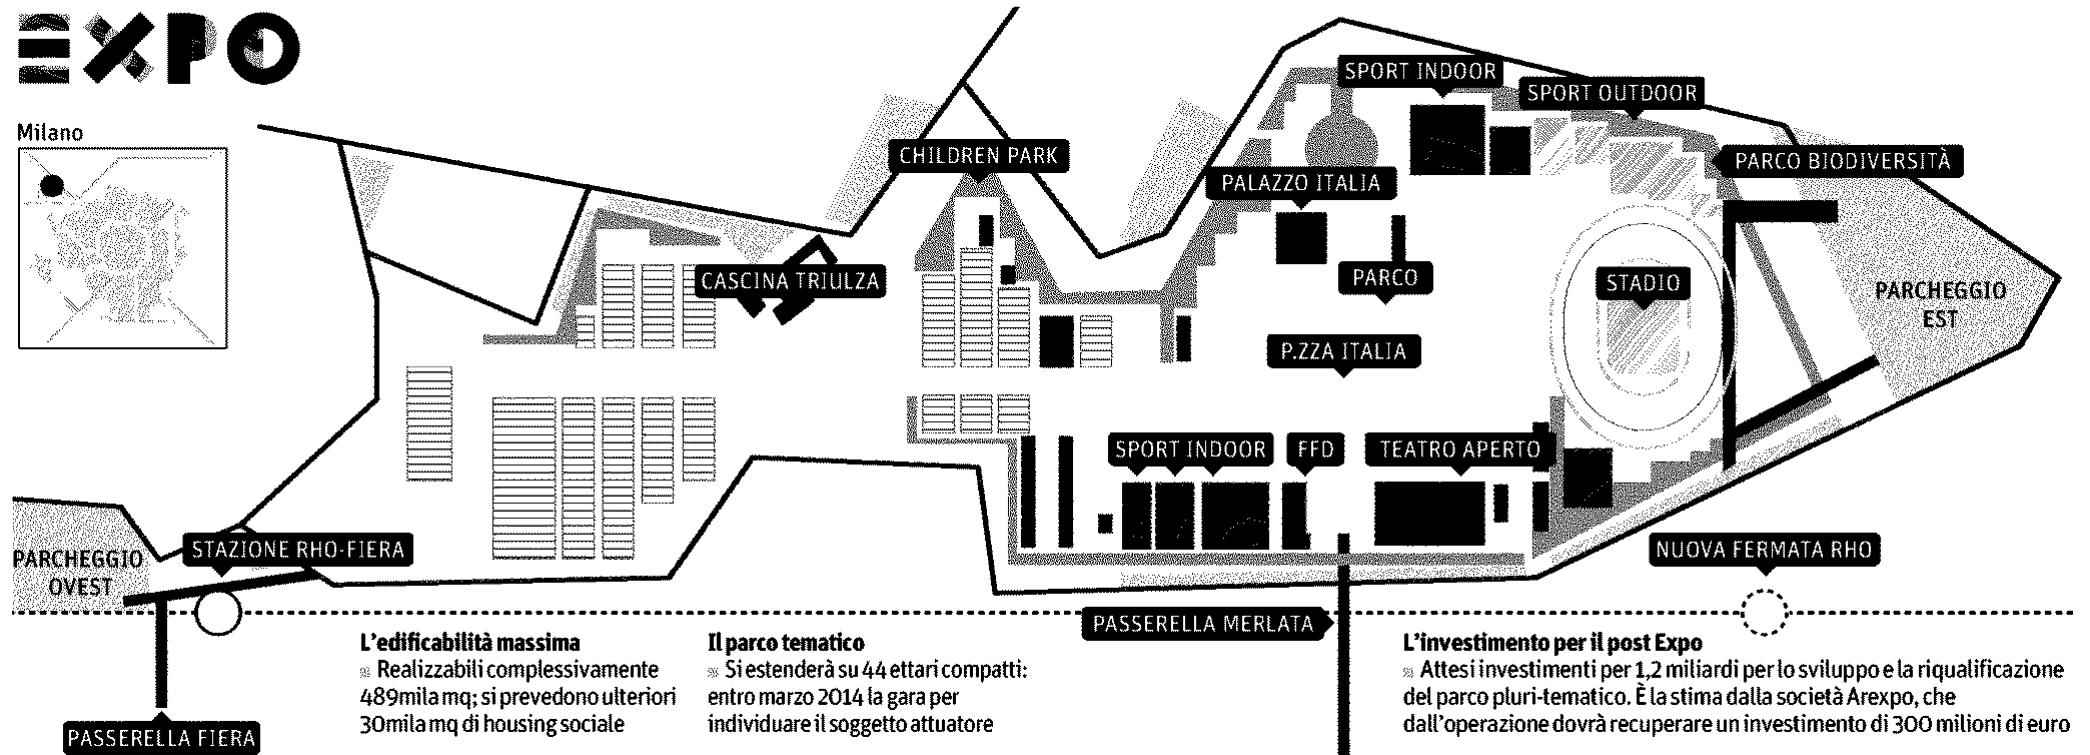 EXPO
Milano
SPORT INDOOR
SPORT OUTDOOR
CHILDREN PARK
PARCO BIODIVERSITÀ
PALAZZO ITALIA
CASCINA TRIULZA
PARCO
STADIO
PARCHEGGIO
EST
P.ZZA ITALIA
SPORT INDOOR
FFD
TEATRO APERTO
STAZIONE RHO-FIERA
NUOVA FERMATA RHO
PARCHEGGIO
OVEST
PASSERELLA MERLATA
PASSERELLA FIERA
L'edificabilità massima
Realizzabili complessivamente
489mila mq; si prevedono ulteriori
30mila mq di housing sociale
Il parco tematico
Si estenderà su 44 ettari compatti:
entro marzo 2014 la gara per
individuare il soggetto attuatore
L'investimento per il post Expo
Attesi investimenti per 1,2 miliardi per lo sviluppo e la riqualificazione
del parco pluri-tematico. È la stima dalla società Arexpo, che
dall'operazione dovrà recuperare un investimento di 300 milioni di euro